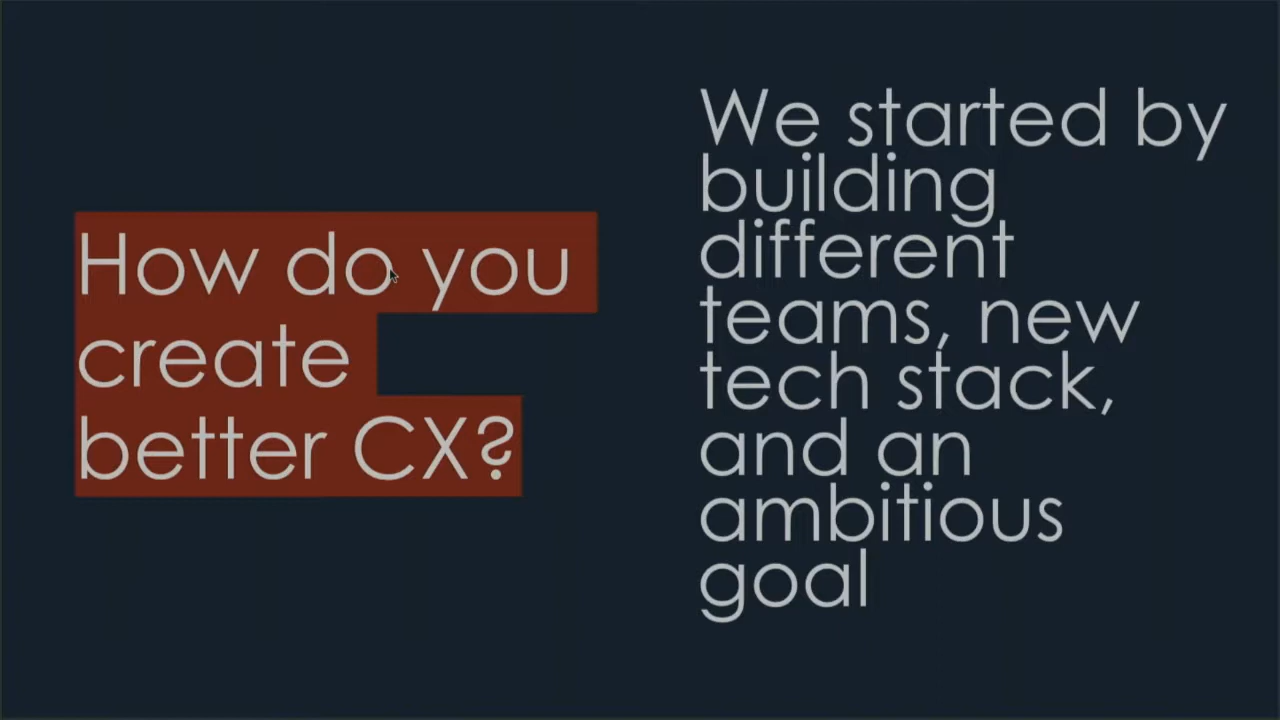 How do you
create
better CX?
We started by
building
different
teams, new
tech stack,
and an
ambitious
goal